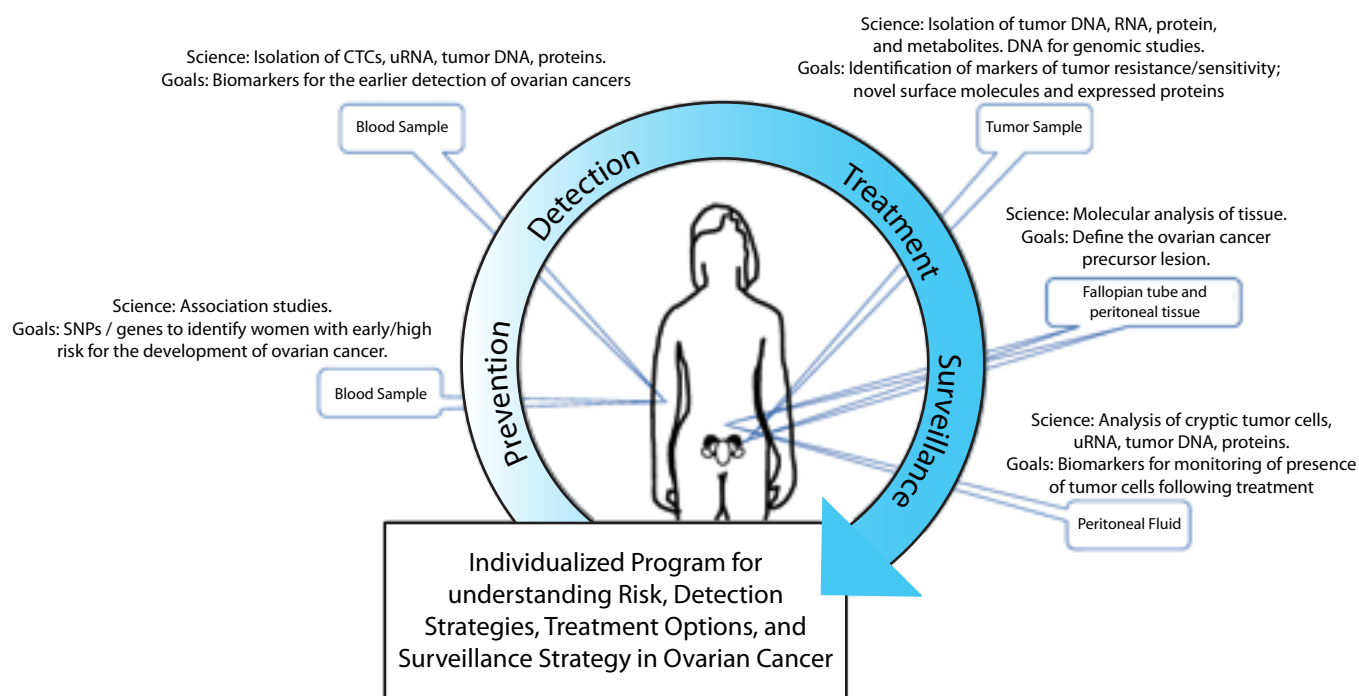 Science: Isolation of CTCs, uRNA, tumor DNA, proteins.
Goals: Biomarkers for the earlier detection of ovarian cancers
Blood Sample
Science: Isolation of tumor DNA, RNA, protein,
and metabolites. DNA for genomic studies.
Goals: Identification of markers of tumor resistance/sensitivity;
novel surface molecules and expressed proteins
Tumor Sample
Science: Molecular analysis of tissue.
Goals: Define the ovarian cancer
precursor lesion.
Fallopian tube and
peritoneal tissue
Science: Association studies.
Goals: SNPs / genes to identify women with early/high
risk for the development of ovarian cancer.
Blood Sample
Science: Analysis of cryptic tumor cells,
uRNA, tumor DNA, proteins.
Goals: Biomarkers for monitoring of presence
of tumor cells following treatment
Peritoneal Fluid
Prevention
Detection
Treatment
Surveillance
Individualized Program for
understanding Risk, Detection
Strategies, Treatment Options, and
Surveillance Strategy in Ovarian Cancer